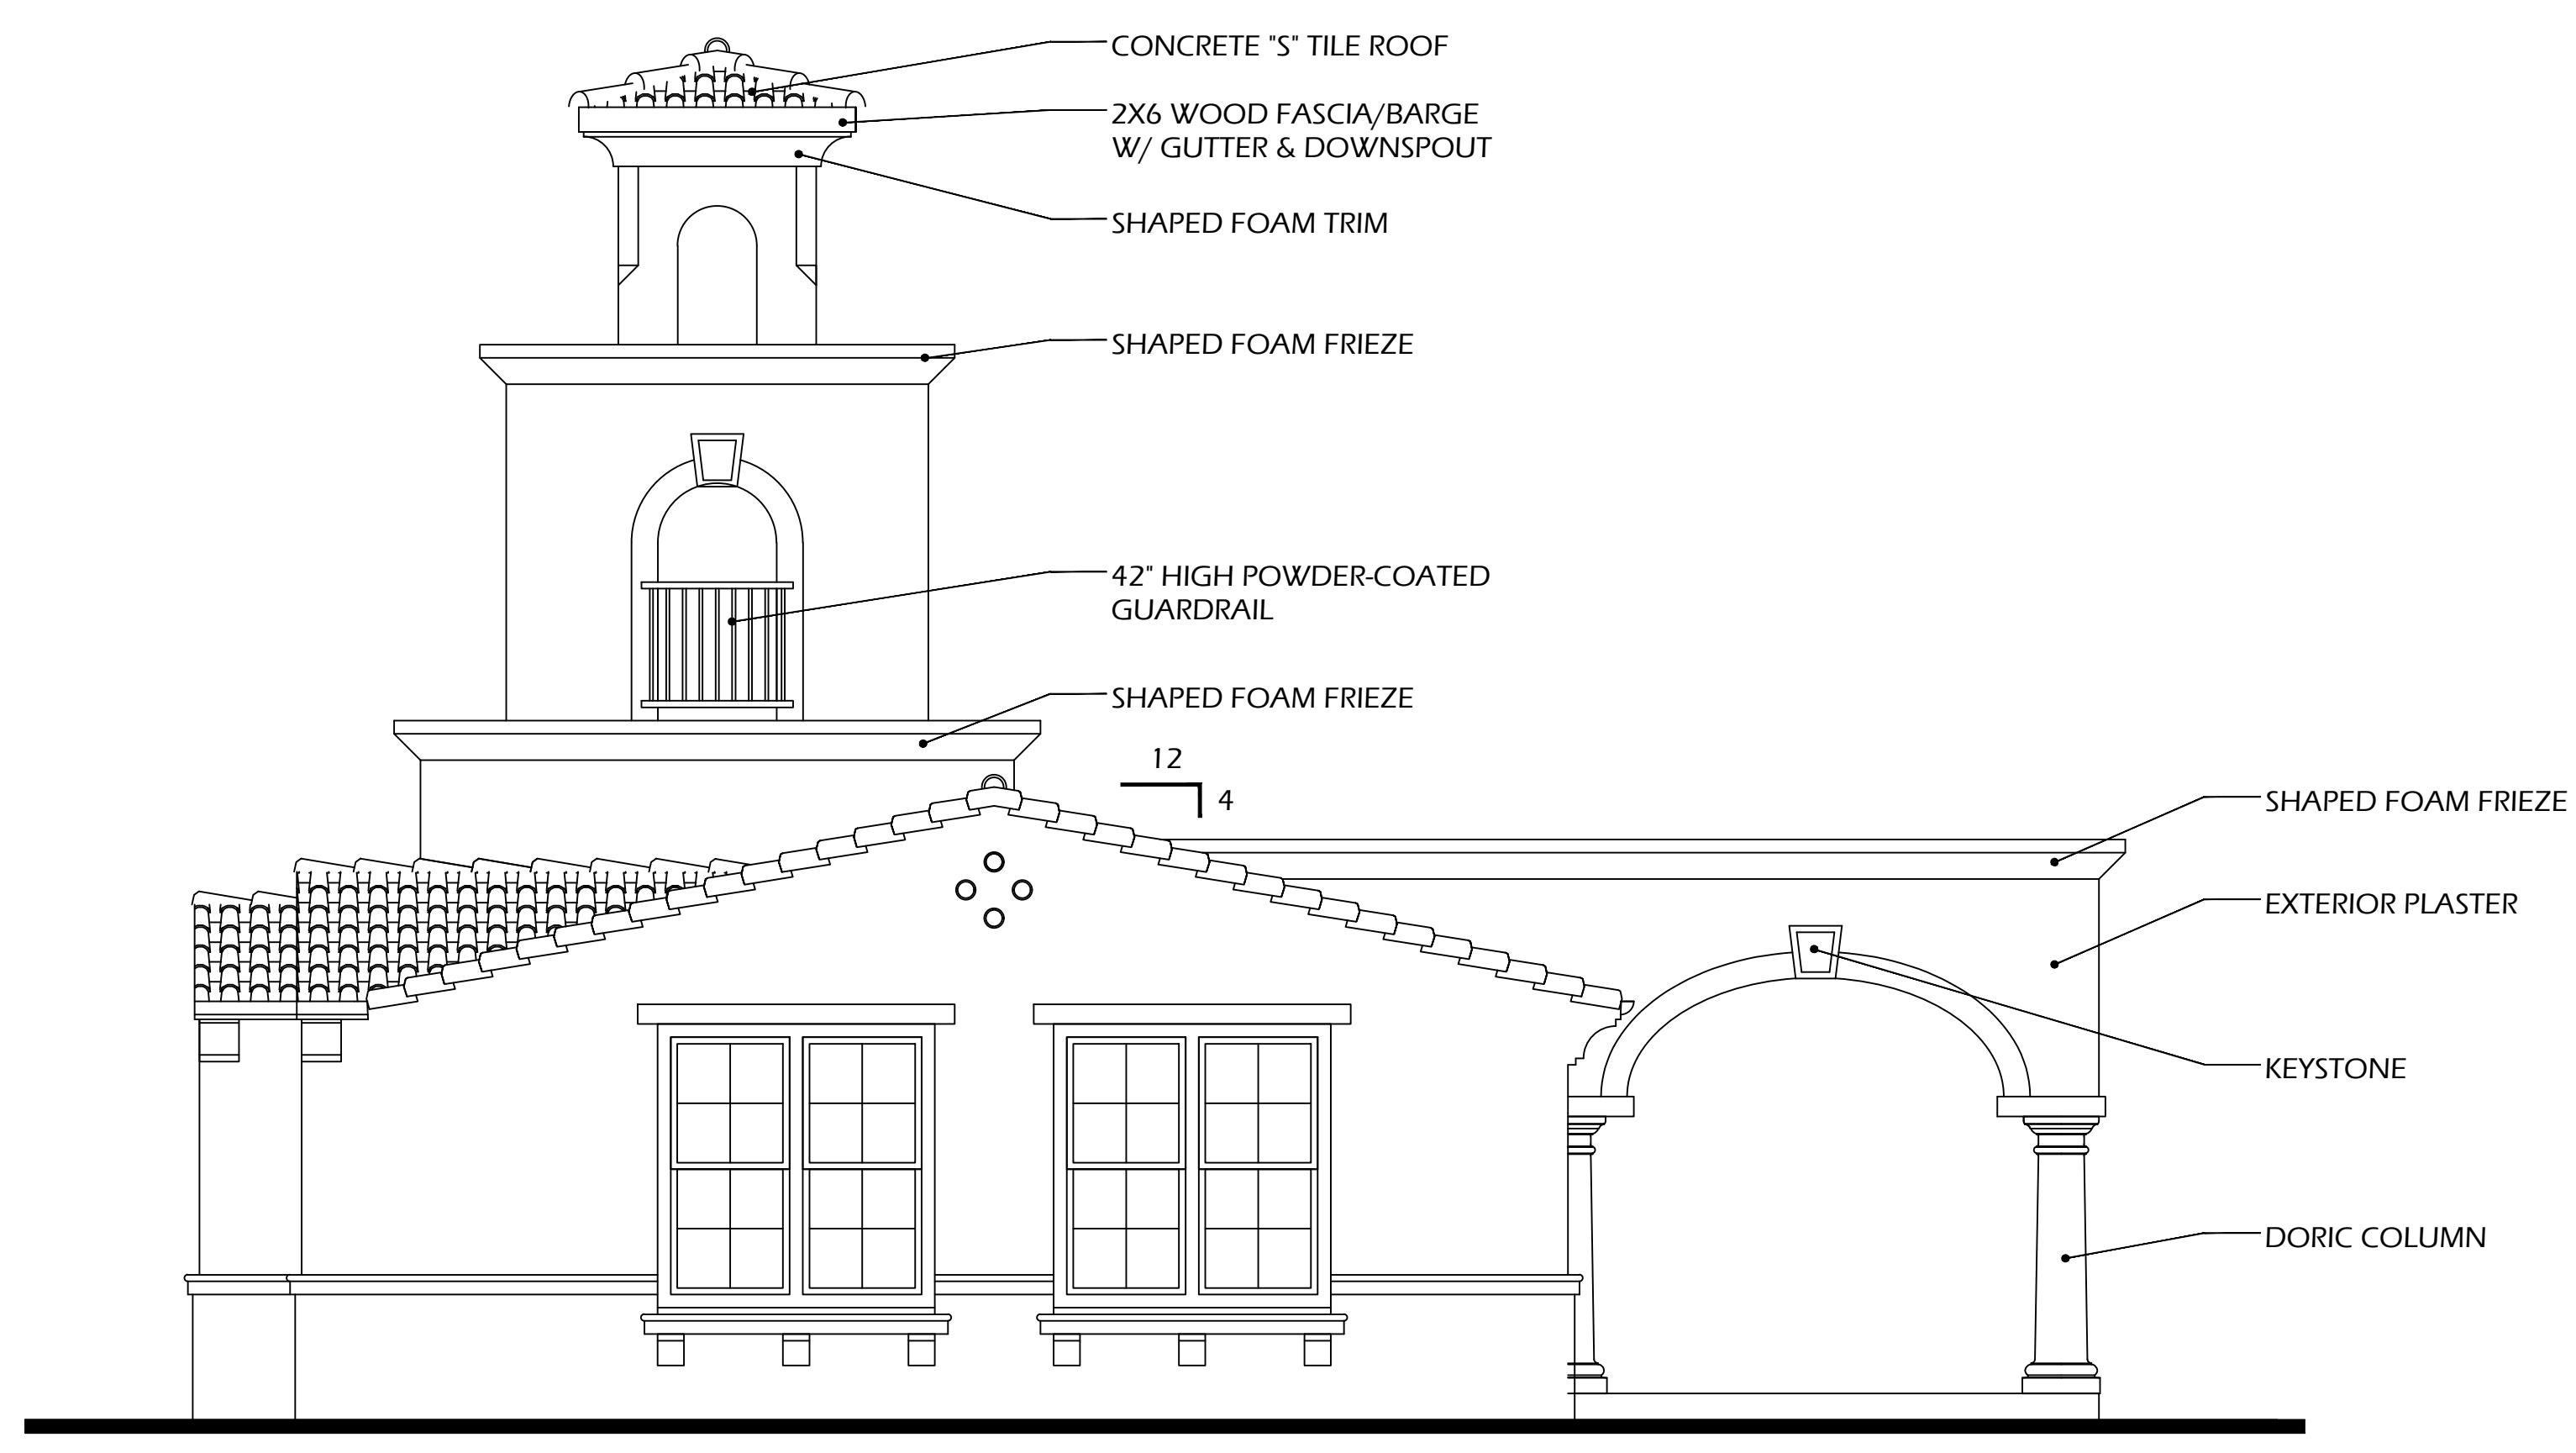 CONCRETE "S" TILE ROOF
2X6 WOOD FASCIA/BARGE
W/ GUTTER & DOWNSPOUT
SHAPED FOAM TRIM
SHAPED FOAM FRIEZE
42" HIGH POWDER-COATED
GUARDRAIL
SHAPED FOAM FRIEZE
12
4
SHAPED FOAM FRIEZE
EXTERIOR PLASTER
KEYSTONE
DORIC COLUMN